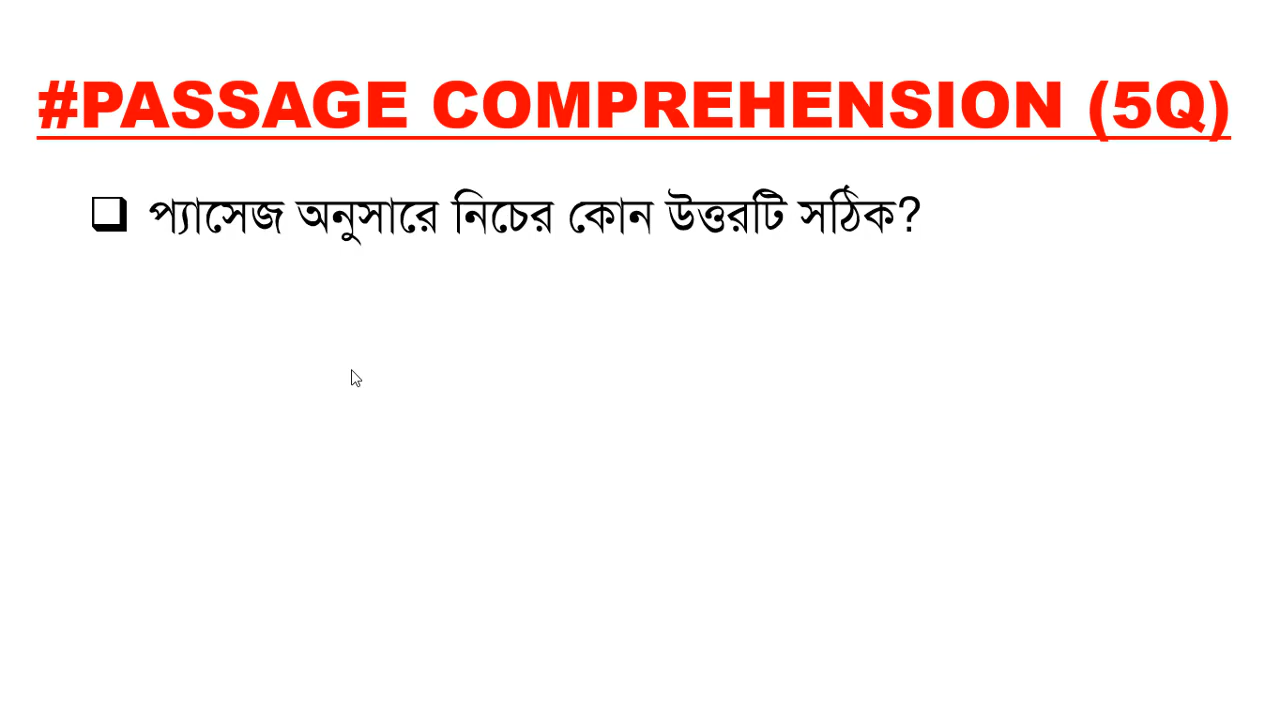 #PASSAGE COMPREHENSION (5Q)
প্যাসেজ অনুসারে নিচের কোন উত্তরটি সঠিক?